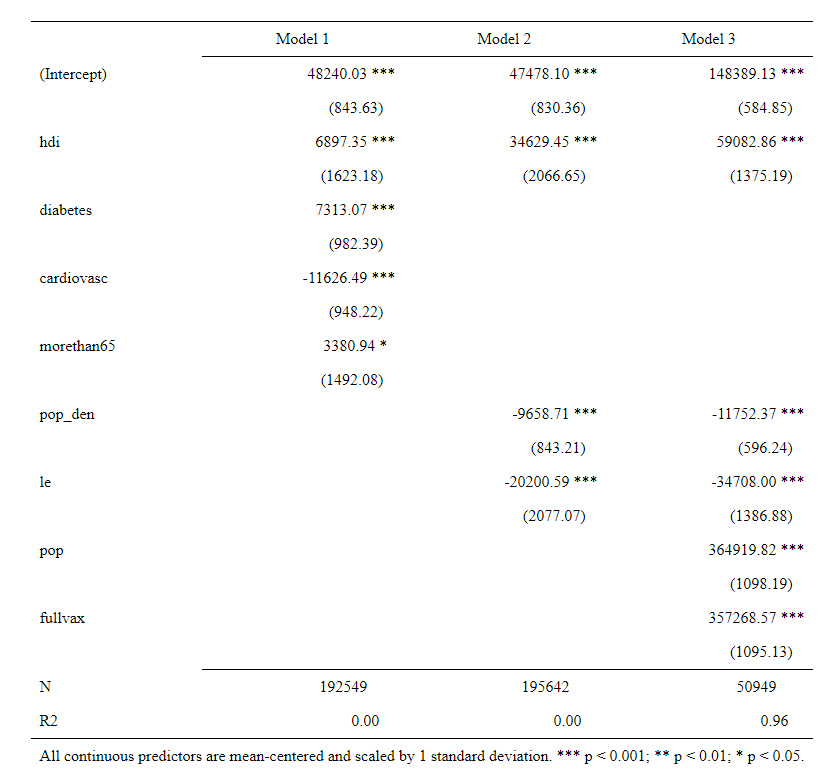 Model 1 Model 2 Model 3
(Intercept) 48240.03 *** 47478.10 *** 148389.13 ***
(843.63) (830.36) (584.85)
hdi 6897.35 *** 34629.45 *** 59082.86 ***
(1623.18) (2066.65) (1375.19)
diabetes 7313.07 ***
(982.39)
cardiovasc -11626.49 ***
(948.22)
morethan65 3380.94 *
(1492.08)
pop_den -9658.71 *** -11752.37 ***
(843.21) (596.24)
le -20200.59 *** -34708.00 ***
(2077.07) (1386.88)
pop 364919.82 ***
(1098.19)
fullvax 357268.57 ***
(1095.13)
N 192549 195642 50949
R2 0.00 0.00 0.96
All continuous predictors are mean-centered and scaled by 1 standard deviation. *** p < 0.001; ** p < 0.01; * p < 0.05.